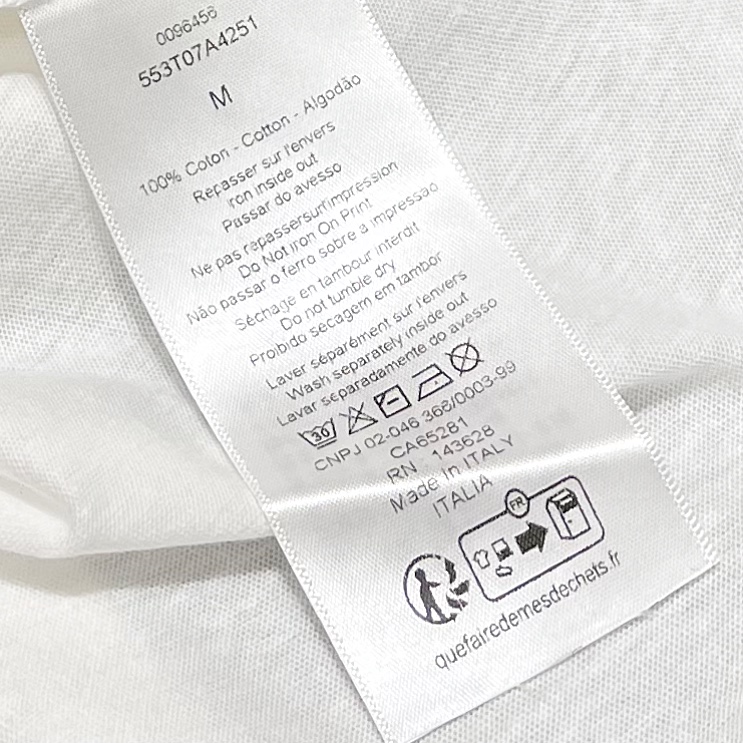 0096456
553T07A4251
M
100% Coton - Cotton - Algodão
Repasser sur l'envers
Iron inside out
Passar do avesso
Ne pas repassersurl'impression
Do Not Iron On Print
Não passar o ferro sobre a impressão
Séchage en tambour interdit
Do not tumble dry
Proibido secagem em tambor
Laver séparément sur l'envers
Wash separately inside out
Lavar separadamente do avesso
30
CNPJ 02-046 368/0003-99
CA65281
RN : 143628
Made In ITALY
ITALIA
FR
quefairedemesdechets.fr